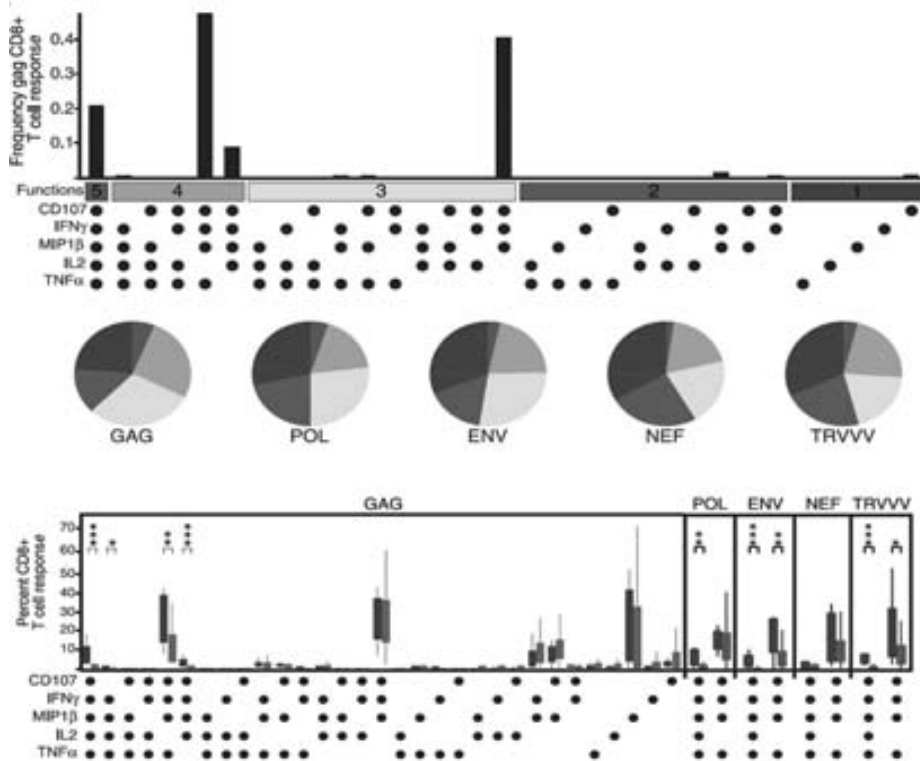 Frequency gag CD8+
T cell response
0.4
0.3
0.2
0.1
Functions 5 4 3 2 1
CD107
IFNγ
MIP1β
IL2
TNFα
GAG POL ENV NEF TRVVV
GAG POL ENV NEF TRVVV
Percent CD8+
T cell response
70
60
40
30
20
10
CD107
IFNγ
MIP1β
IL2
TNFα